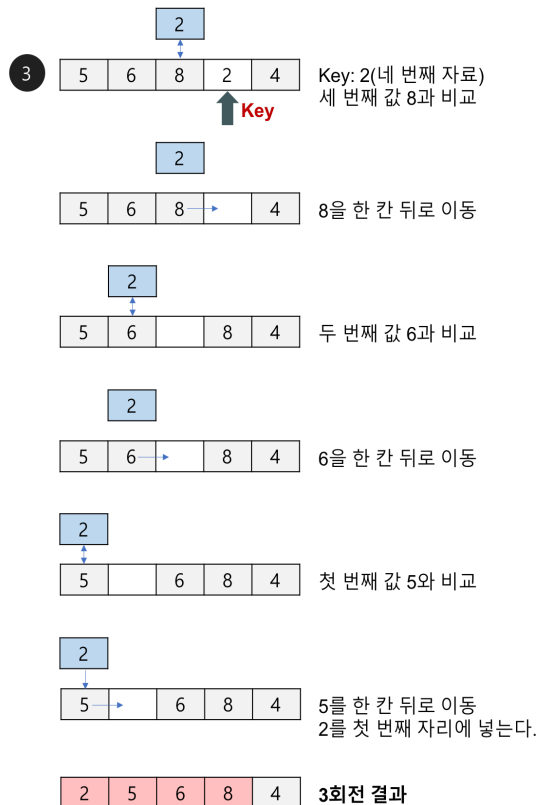 2
3
5 6 8 2 4
Key: 2(네 번째 자료)
세 번째 값 8과 비교
Key
2
5 6 8 4
8을 한 칸 뒤로 이동
2
5 6 8 4
두 번째 값 6과 비교
2
5 6 8 4
6을 한 칸 뒤로 이동
2
5 6 8 4
첫 번째 값 5와 비교
2
5 6 8 4
5를 한 칸 뒤로 이동
2를 첫 번째 자리에 넣는다.
2 5 6 8 4
3회전 결과